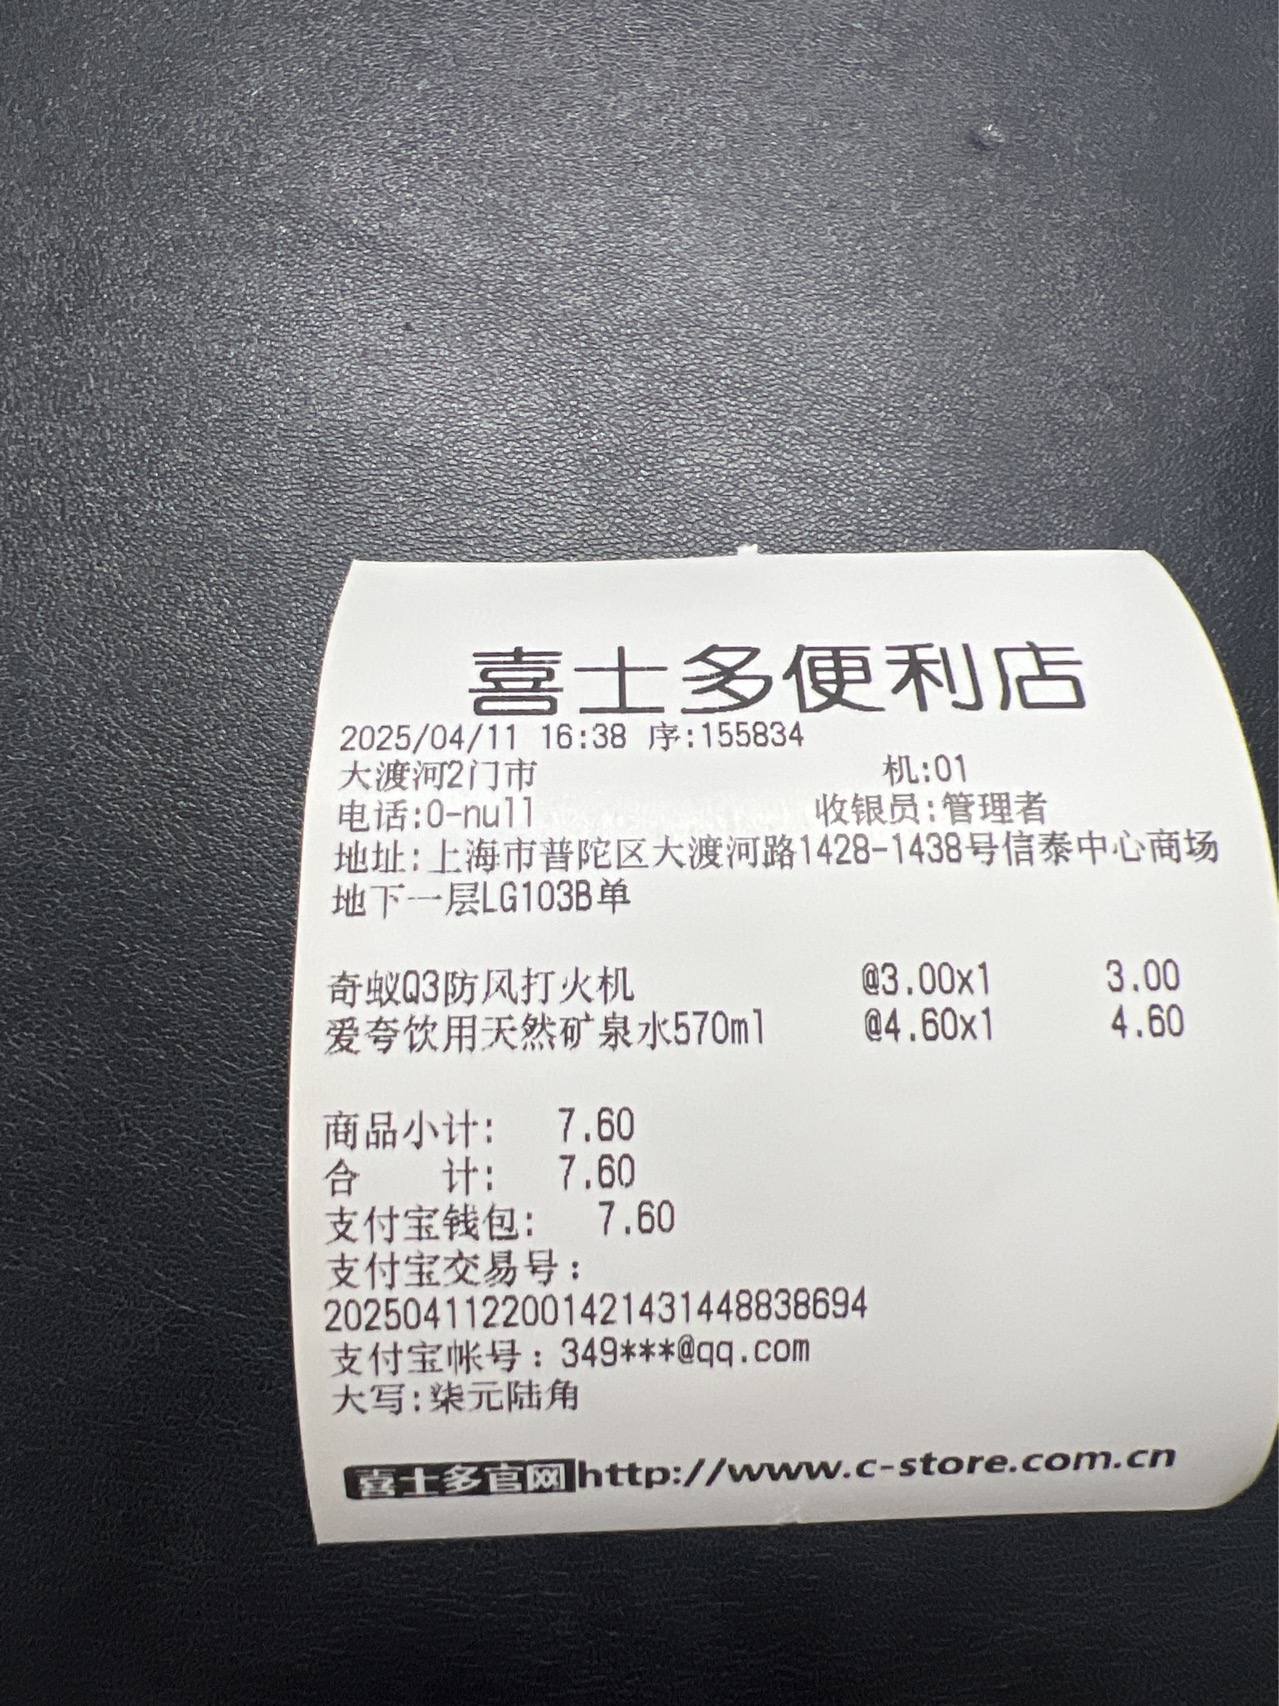 喜士多便利店
2025/04/11 16:38 序:155834
大渡河2门市 机:01
电话:0-null 收银员:管理者
地址:上海市普陀区大渡河路1428-1438号信泰中心商场
地下一层LG103B单
奇蚁Q3防风打火机 @3.00x1 3.00
爱夸饮用天然矿泉水570ml @4.60x1 4.60
商品小计: 7.60
合 计: 7.60
支付宝钱包: 7.60
支付宝交易号:
2025041122001421431448838694
支付宝帐号:349***@qq.com
大写:柒元陆角
喜士多官网http://www.c-store.com.cn